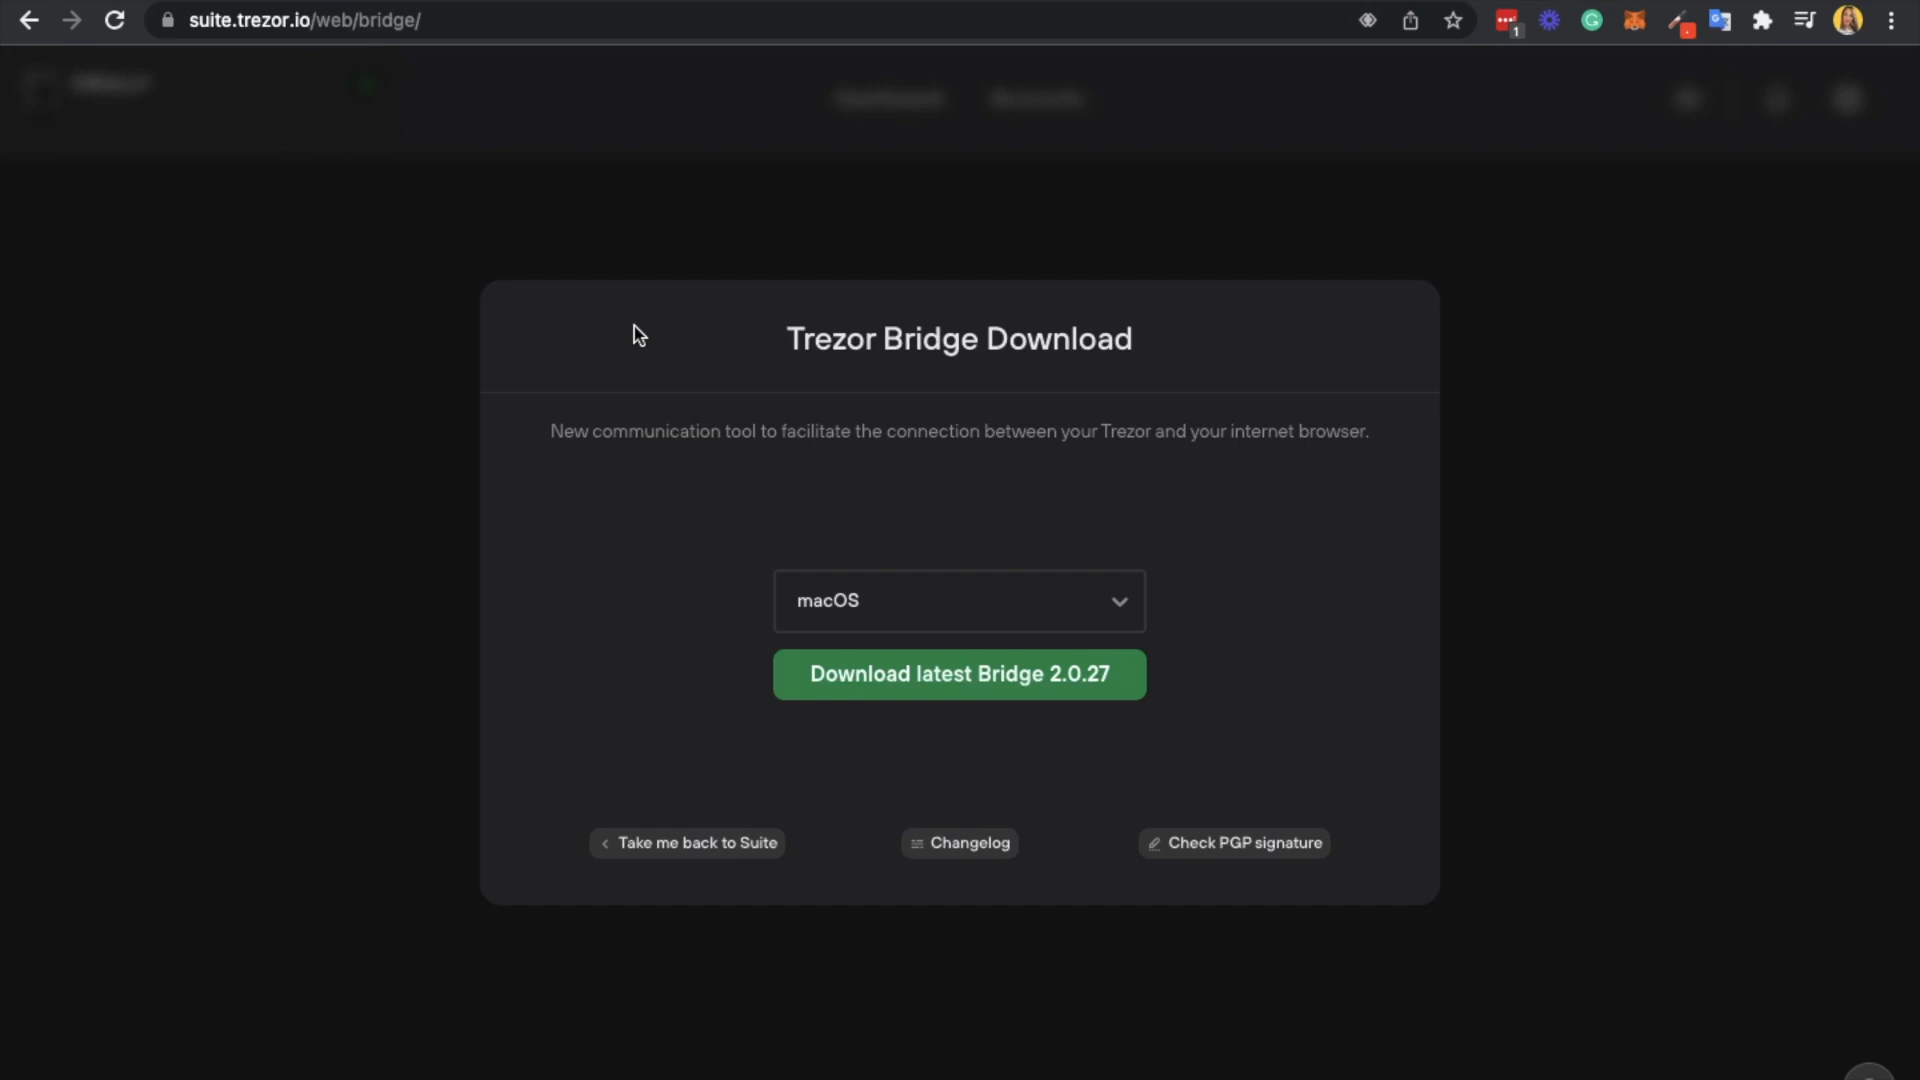 suite.trezor.io/web/bridge/
1
Trezor Bridge Download
New communication tool to facilitate the connection between your Trezor and your internet browser.
macOS
Download latest Bridge 2.0.27
Take me back to Suite
Changelog
Check PGP signature